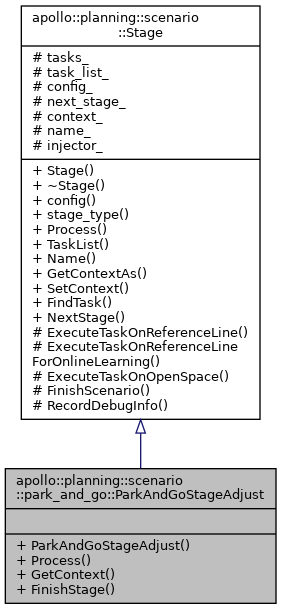 apollo::planning::scenario
::Stage
# tasks_
# task_list_
# config_
# next_stage_
# context_
# name_
# injector_
+ Stage()
+ ~Stage()
+ config()
+ stage_type()
+ Process()
+ TaskList()
+ Name()
+ GetContextAs()
+ SetContext()
+ FindTask()
+ NextStage()
# ExecuteTaskOnReferenceLine()
# ExecuteTaskOnReferenceLine
ForOnlineLearning()
# ExecuteTaskOnOpenSpace()
# FinishScenario()
# RecordDebugInfo()
apollo::planning::scenario
::park_and_go::ParkAndGoStageAdjust
+ ParkAndGoStageAdjust()
+ Process()
+ GetContext()
+ FinishStage()